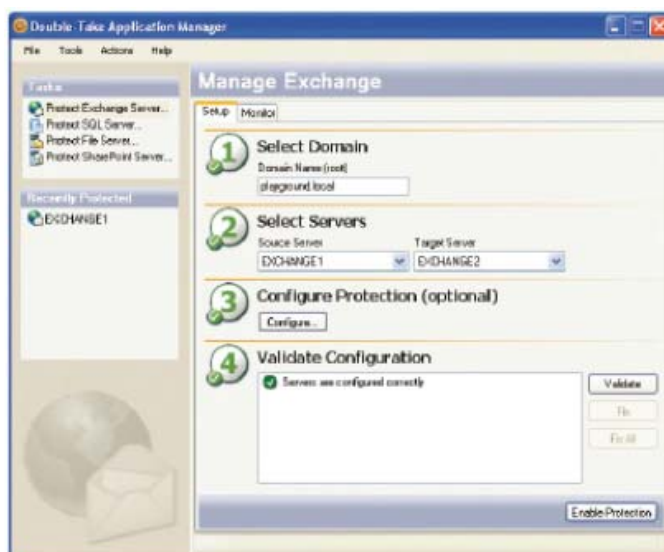 Double-Take Application Manager
File Tools Actions Help
Tasks
Protect Exchange Server...
Protect SQL Server...
Protect File Server...
Protect SharePoint Server...
Recently Protected
EXCHANGE1
Manage Exchange
Setup Monitor
1 Select Domain
Domain Name (root)
playground.local
2 Select Servers
Source Server Target Server
EXCHANGE1 EXCHANGE2
3 Configure Protection (optional)
Configure...
4 Validate Configuration
Servers are configured correctly
Validate
Fix
Fix All
Enable Protection